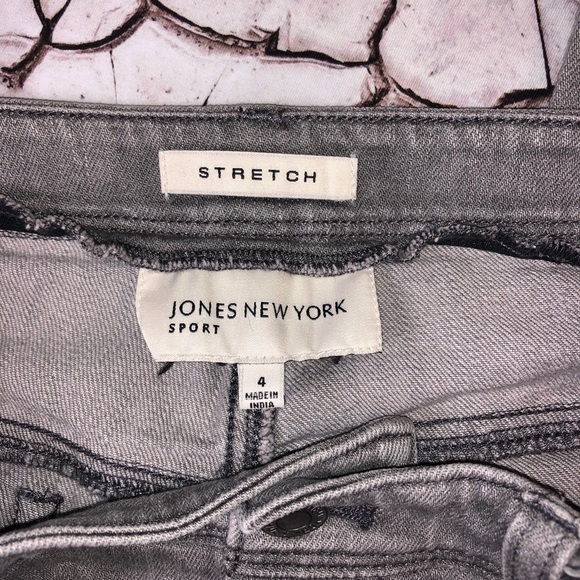 STRETCH
JONES NEW YORK
SPORT
4
MADE IN
INDIA